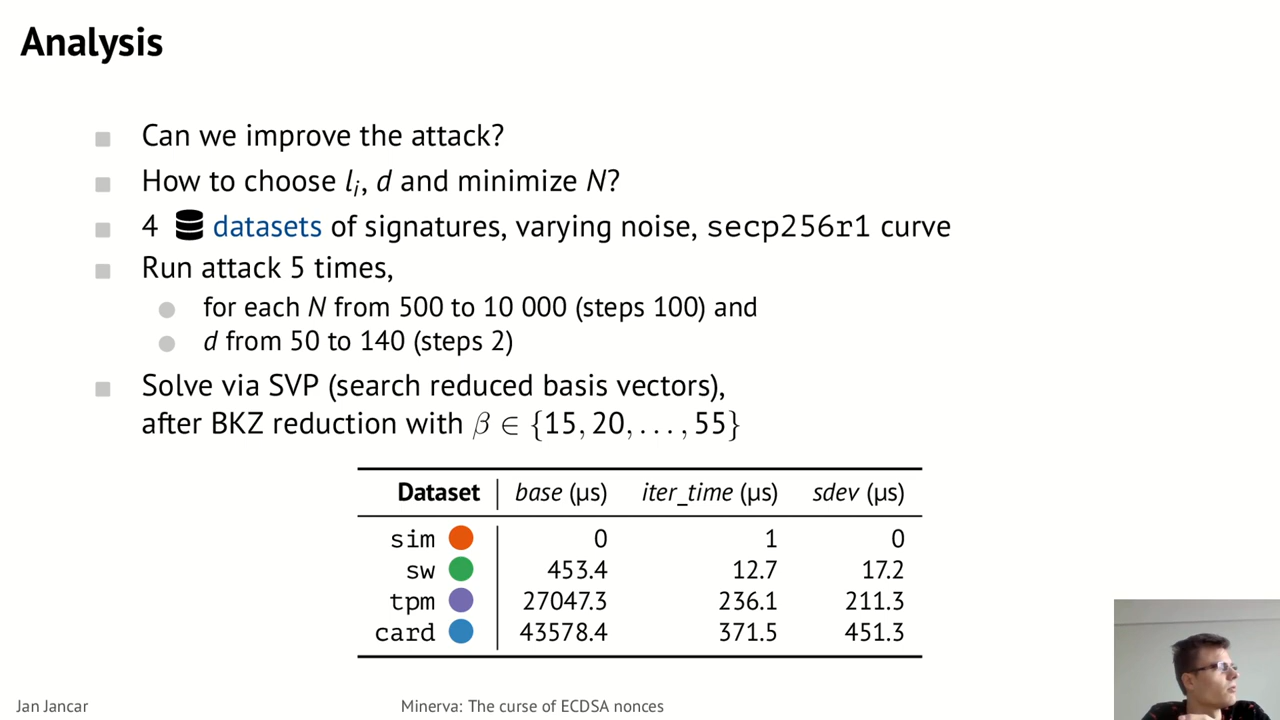 Analysis
Can we improve the attack?
How to choose lᵢ, d and minimize N?
4 datasets of signatures, varying noise, secp256r1 curve
Run attack 5 times,
for each N from 500 to 10 000 (steps 100) and
d from 50 to 140 (steps 2)
Solve via SVP (search reduced basis vectors),
after BKZ reduction with β ∈ {15, 20, . . . , 55}
Dataset base (µs) iter_time (µs) sdev (µs)
sim 0 1 0
sw 453.4 12.7 17.2
tpm 27047.3 236.1 211.3
card 43578.4 371.5 451.3
Jan Jancar Minerva: The curse of ECDSA nonces